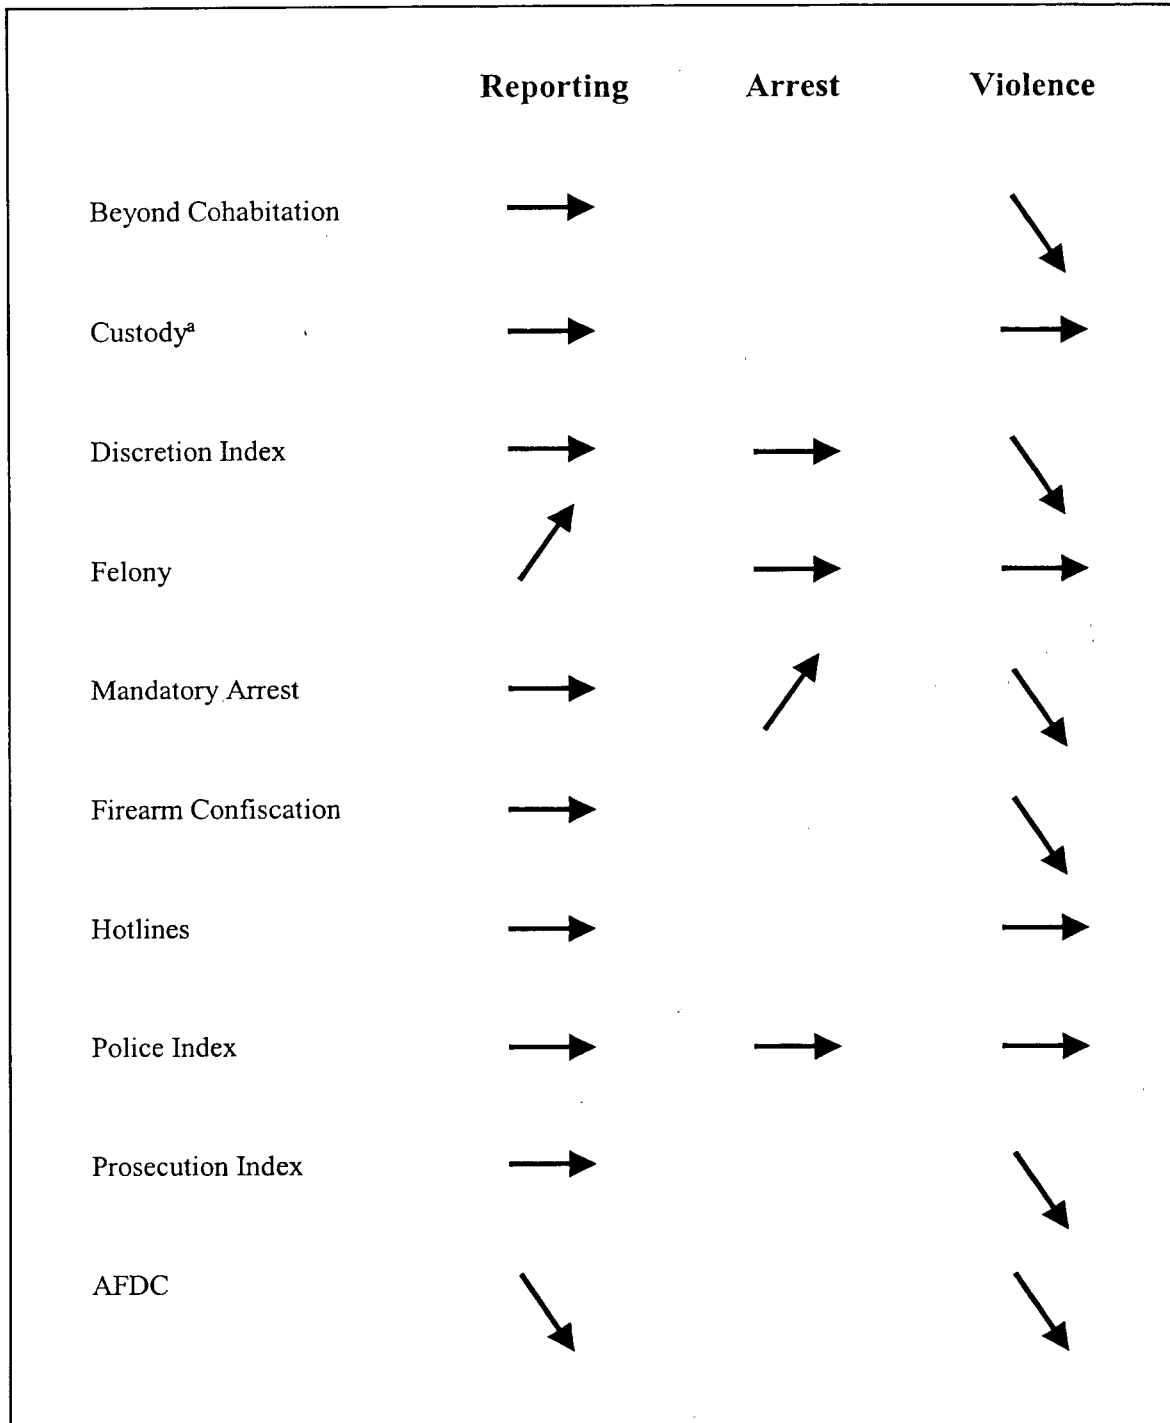 Reporting Arrest Violence
Beyond Cohabitation
Custodyᵃ
Discretion Index
Felony
Mandatory Arrest
Firearm Confiscation
Hotlines
Police Index
Prosecution Index
AFDC